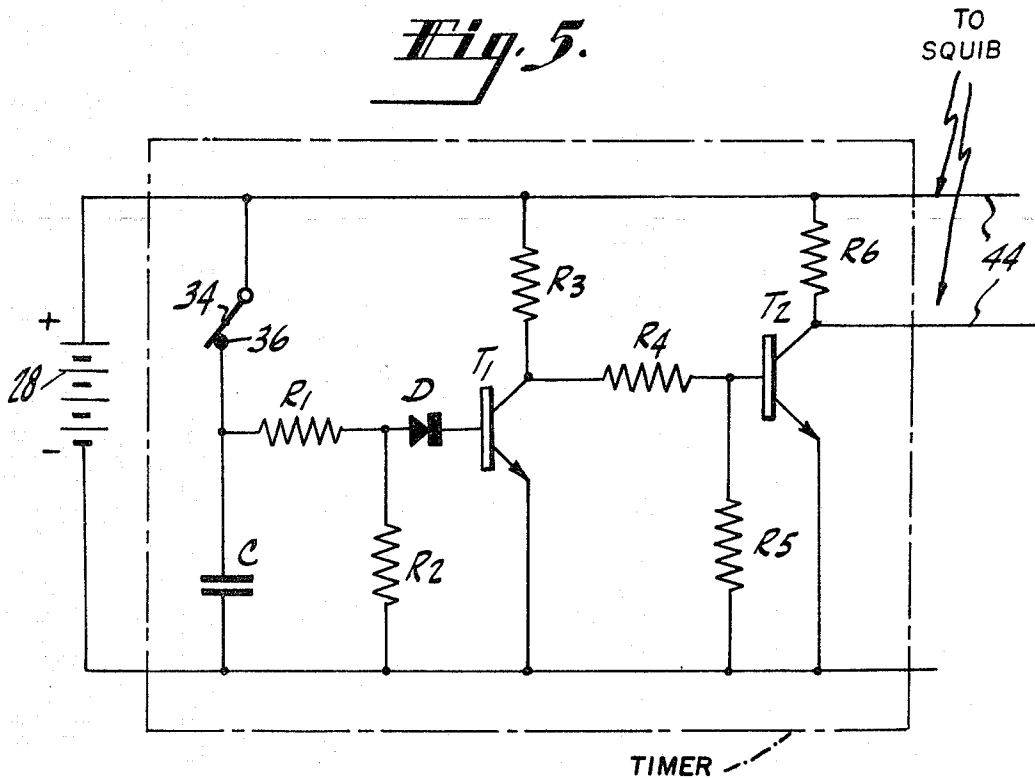 Fig. 5.
TO
SQUIB
44
R6
R3
T2
34
36
+
R4
T1
28
D
R1
-
R5
C
R2
TIMER